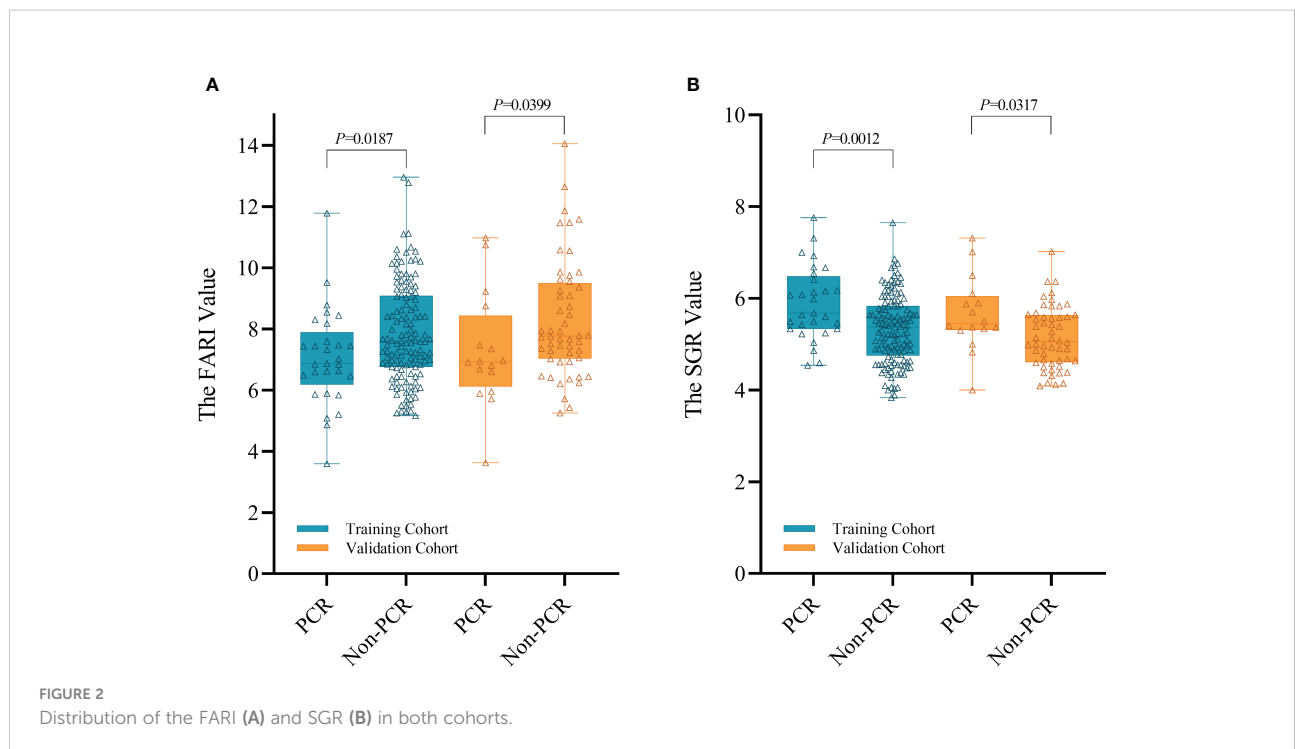 A
B
P=0.0187
P=0.0399
P=0.0012
P=0.0317
The FARI Value
14
12
10
8
6
4
2
0
Training Cohort
Validation Cohort
PCR
Non-PCR
PCR
Non-PCR
The SGR Value
10
8
6
4
2
0
Training Cohort
Validation Cohort
PCR
Non-PCR
PCR
Non-PCR
FIGURE 2
Distribution of the FARI (A) and SGR (B) in both cohorts.